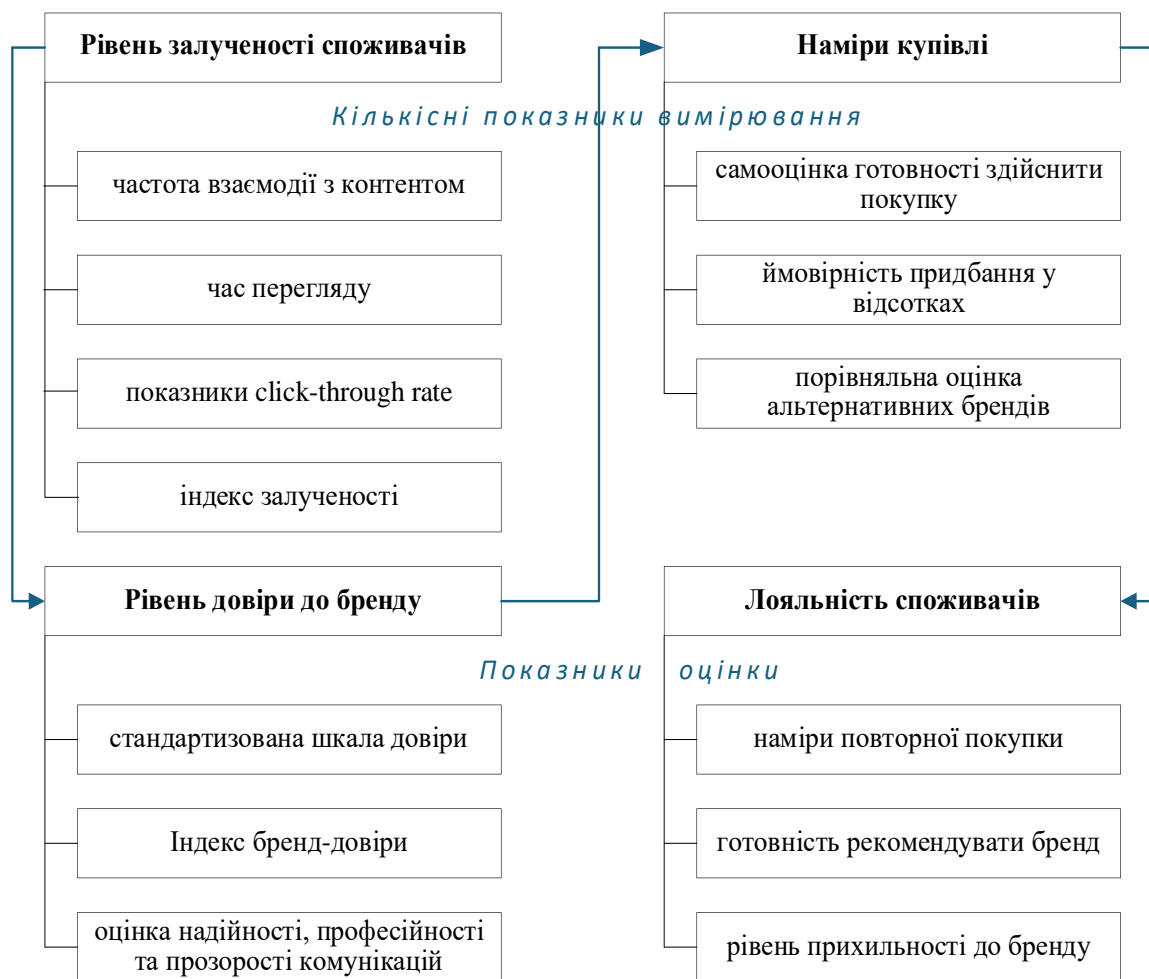 Рівень залученості споживачів
Наміри купівлі
Кількісні показники вимірювання
частота взаємодії з контентом
час перегляду
показники click-through rate
індекс залученості
самооцінка готовності здійснити
покупку
ймовірність придбання у
відсотках
порівняльна оцінка
альтернативних брендів
Рівень довіри до бренду
Лояльність споживачів
Показники оцінки
стандартизована шкала довіри
Індекс бренд-довіри
оцінка надійності, професійності
та прозорості комунікацій
наміри повторної покупки
готовність рекомендувати бренд
рівень прихильності до бренду